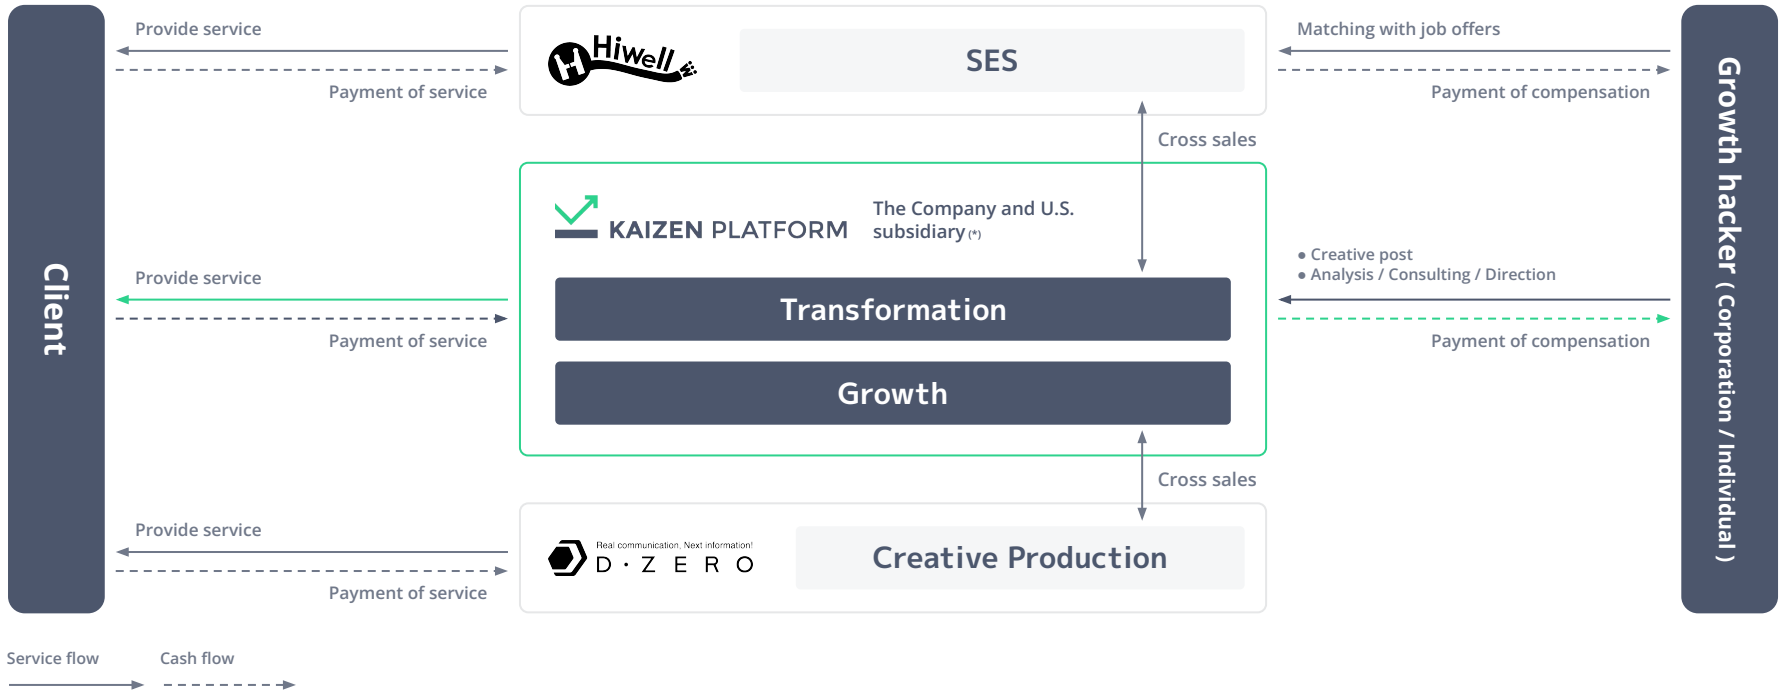 Client
Provide service
Payment of service
Hiwell
SES
Matching with job offers
Payment of compensation
Cross sales
KAIZEN PLATFORM
The Company and U.S.
subsidiary (*)
Provide service
Payment of service
Transformation
Growth
● Creative post
● Analysis / Consulting / Direction
Payment of compensation
Cross sales
Provide service
Payment of service
Real communication, Next information!
D・ZERO
Creative Production
Growth hacker ( Corporation / Individual )
Service flow
Cash flow